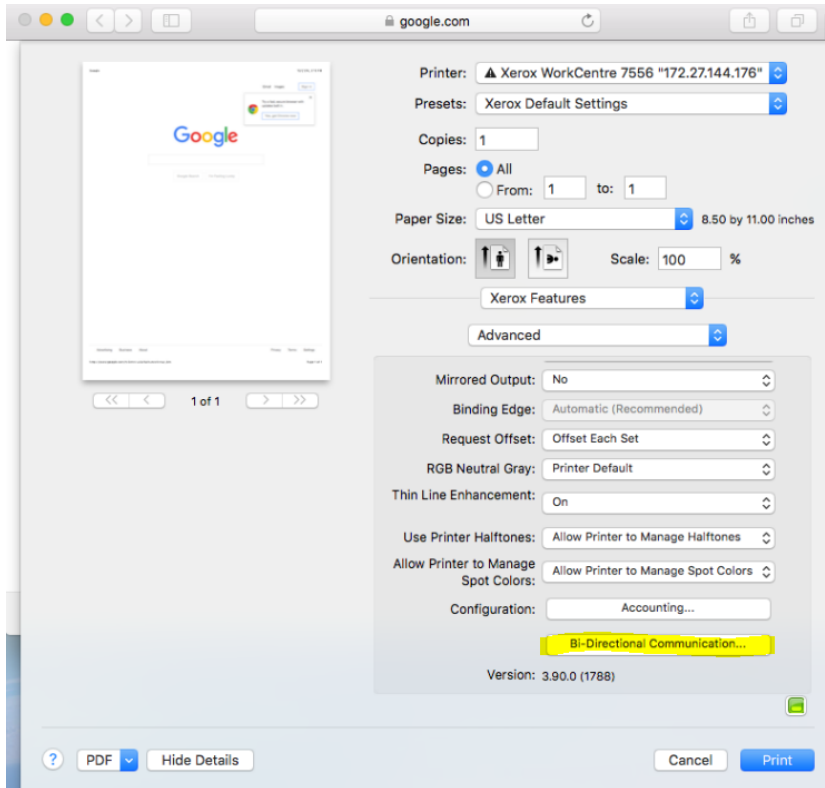 google.com
Printer: Xerox WorkCentre 7556 "172.27.144.176"
Presets: Xerox Default Settings
Copies: 1
Pages: All
From: 1 to: 1
Paper Size: US Letter 8.50 by 11.00 inches
Orientation: Scale: 100 %
Xerox Features
Advanced
Mirrored Output: No
Binding Edge: Automatic (Recommended)
Request Offset: Offset Each Set
RGB Neutral Gray: Printer Default
Thin Line Enhancement: On
Use Printer Halftones: Allow Printer to Manage Halftones
Allow Printer to Manage
Spot Colors: Allow Printer to Manage Spot Colors
Configuration: Accounting...
Bi-Directional Communication...
Version: 3.90.0 (1788)
Google
1 of 1
? PDF Hide Details Cancel Print